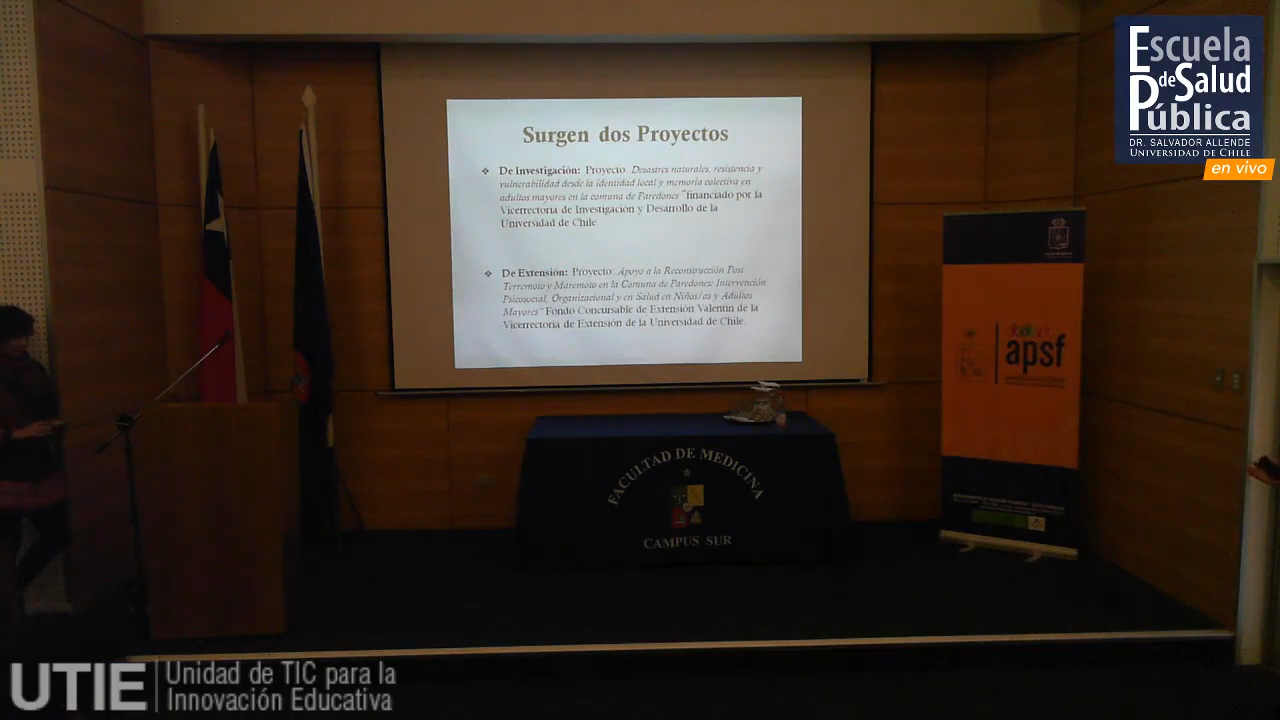 Surgen dos Proyectos
❖ De Investigación: Proyecto: Desastres naturales, resistencia y
vulnerabilidad desde la identidad local y memoria colectiva en
adultos mayores en la comuna de Paredones "financiado por la
Vicerrectoría de Investigación y Desarrollo de la
Universidad de Chile
❖ De Extensión: Proyecto: Apoyo a la Reconstrucción Post
Terremoto y Maremoto en la Comuna de Paredones: Intervención
Psicosocial, Organizacional y en Salud en Niños/as y Adultos
Mayores" Fondo Concursable de Extensión Valentín de la
Vicerrectoría de Extensión de la Universidad de Chile.
Escuela
de Salud
Pública
DR. SALVADOR ALLENDE
UNIVERSIDAD DE CHILE
en vivo
apsf
FACULTAD DE MEDICINA
CAMPUS SUR
UTIE
Unidad de TIC para la
Innovación Educativa